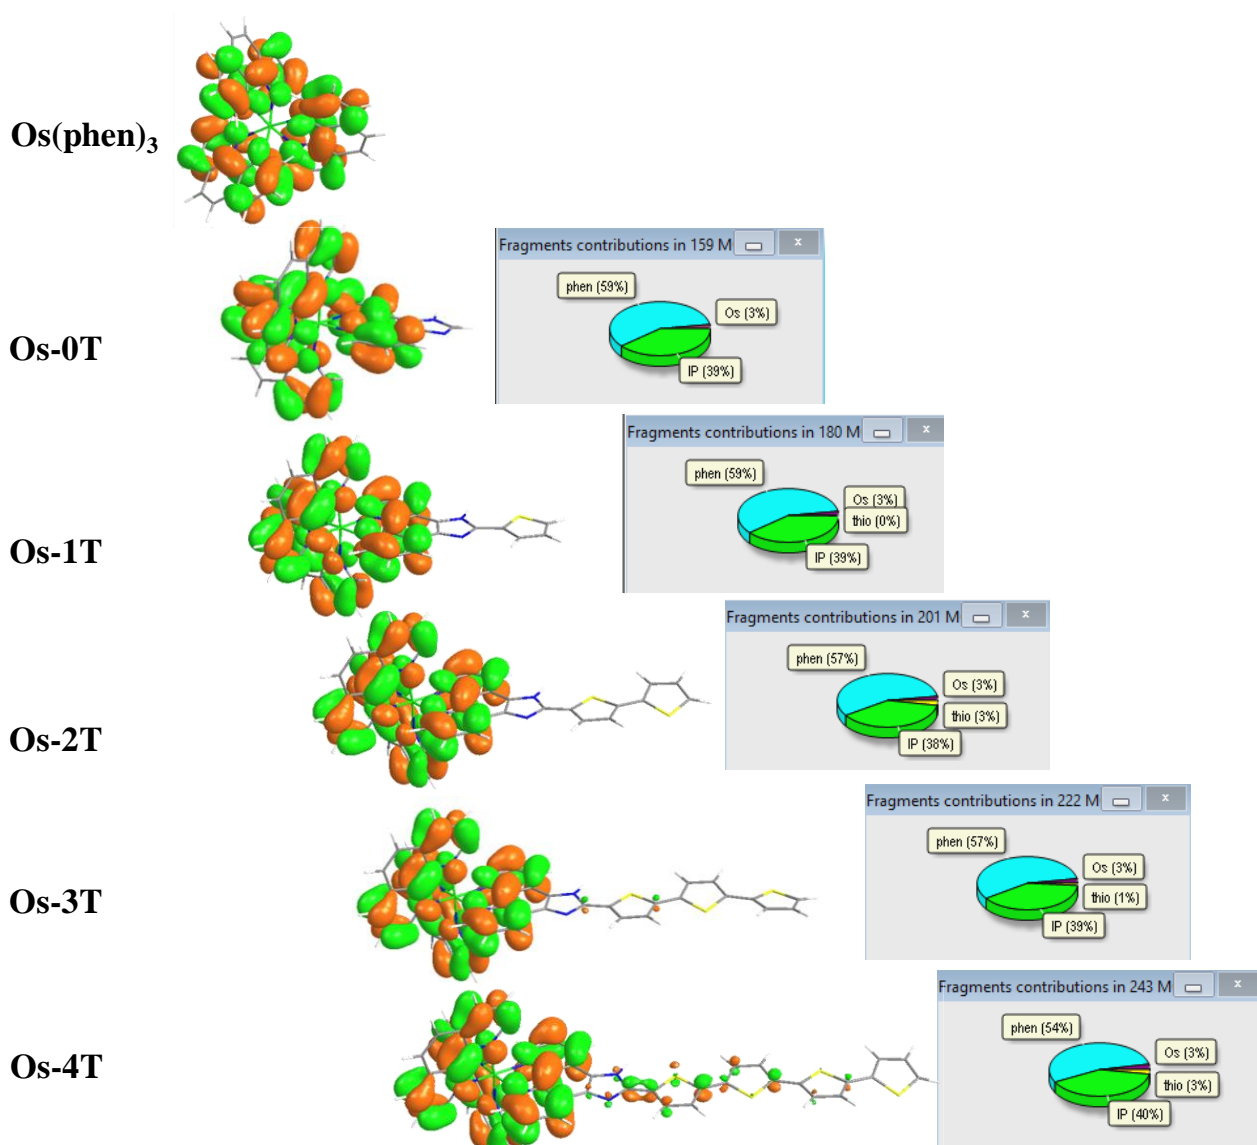 Os(phen)3
Fragments contributions in 159 M
x
phen (59%)
Os (3%)
IP (39%)
Os-0T
Fragments contributions in 180 M
x
phen (59%)
Os (3%)
thio (0%)
IP (39%)
Os-1T
Fragments contributions in 201 M
x
phen (57%)
Os (3%)
thio (3%)
IP (38%)
Os-2T
Fragments contributions in 222 M
x
phen (57%)
Os (3%)
thio (1%)
IP (39%)
Os-3T
Fragments contributions in 243 M
x
phen (54%)
Os (3%)
thio (3%)
IP (40%)
Os-4T